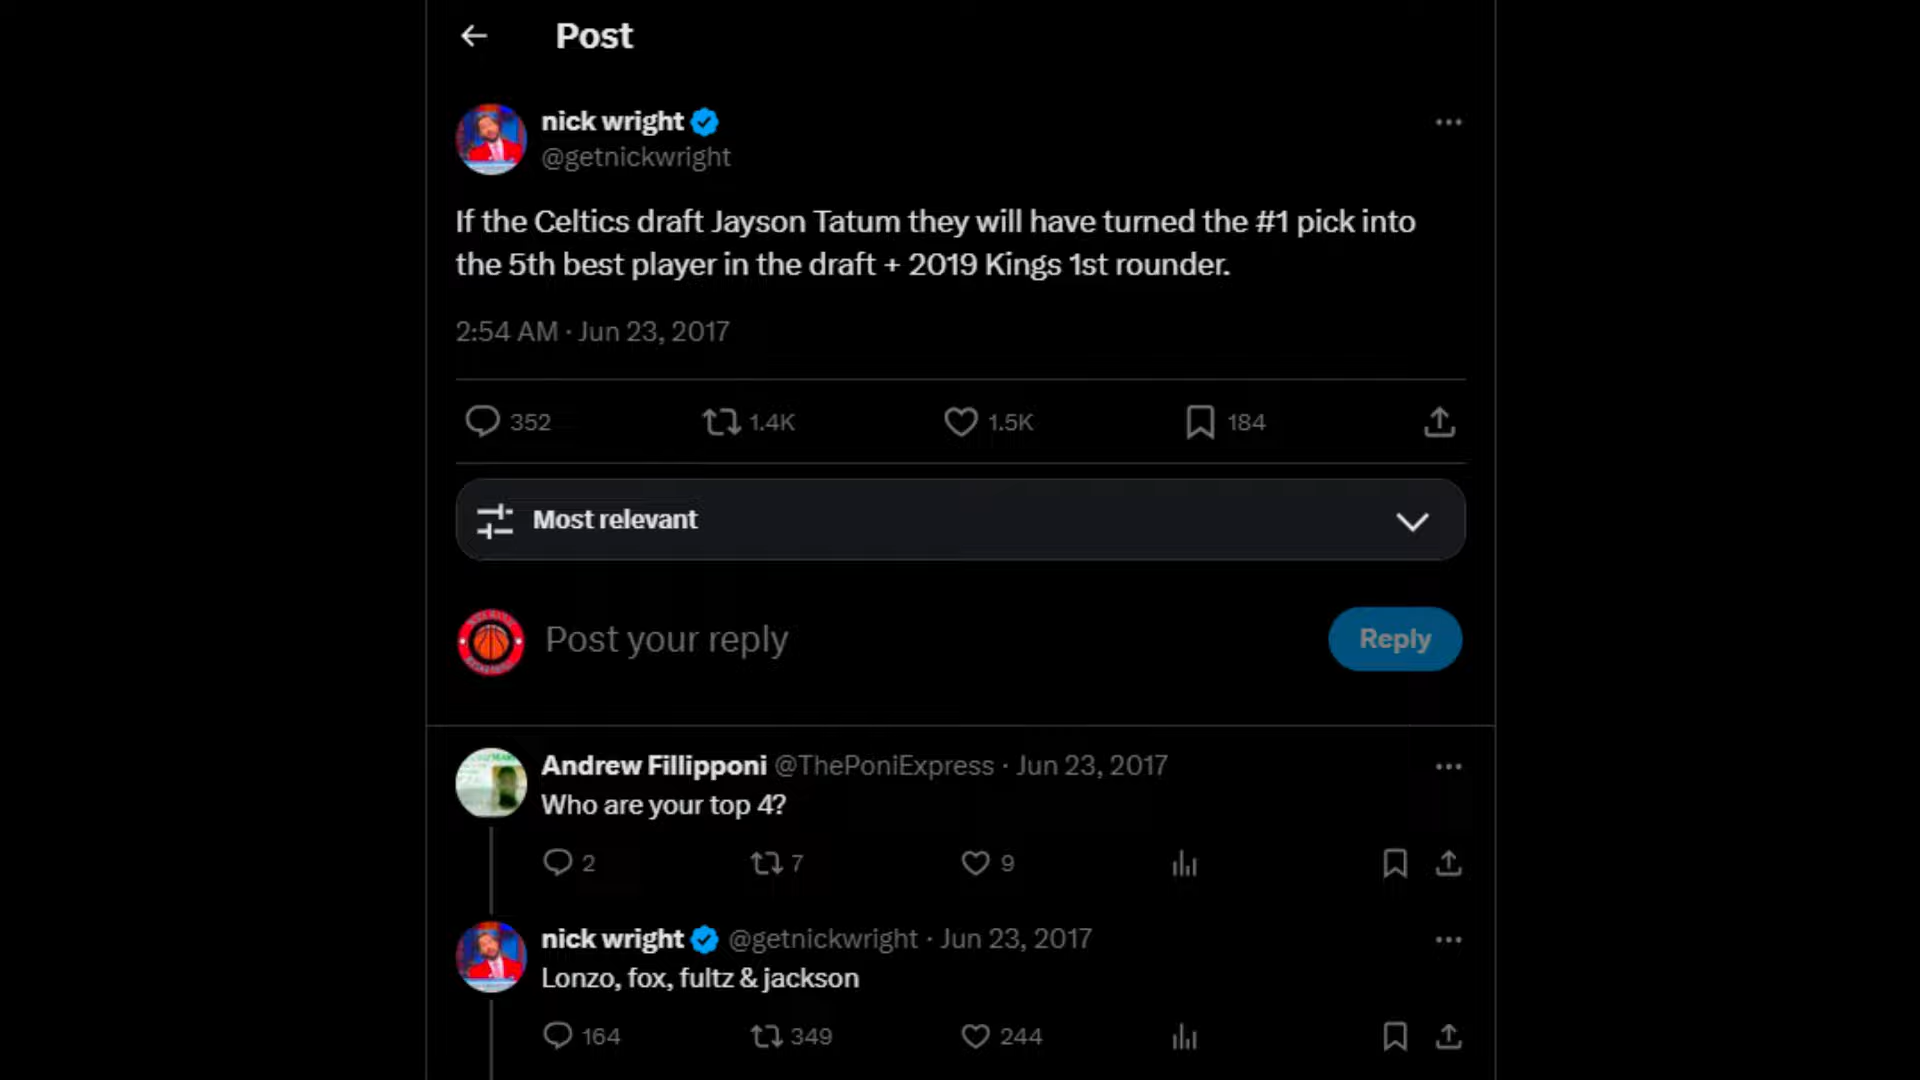 Post
nick wright
@getnickwright
If the Celtics draft Jayson Tatum they will have turned the #1 pick into
the 5th best player in the draft + 2019 Kings 1st rounder.
2:54 AM · Jun 23, 2017
352 1.4K 1.5K 184
Most relevant
Post your reply
Reply
Andrew Fillipponi @ThePoniExpress · Jun 23, 2017
Who are your top 4?
2 7 9
nick wright @getnickwright · Jun 23, 2017
Lonzo, fox, fultz & jackson
164 349 244